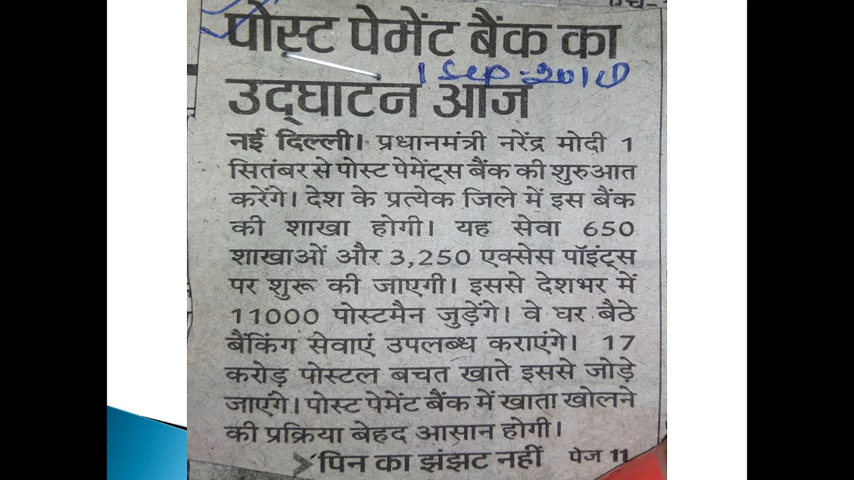 पोस्ट पेमेंट बैंक का
1 Sep-2018
उद्घाटन आज
नई दिल्ली। प्रधानमंत्री नरेंद्र मोदी 1
सितंबर से पोस्ट पेमेंट्स बैंक की शुरुआत
करेंगे। देश के प्रत्येक जिले में इस बैंक
की शाखा होगी। यह सेवा 650
शाखाओं और 3,250 एक्सेस पॉइंट्स
पर शुरू की जाएगी। इससे देशभर में
11000 पोस्टमैन जुड़ेंगे। वे घर बैठे
बैंकिंग सेवाएं उपलब्ध कराएंगे। 17
करोड़ पोस्टल बचत खाते इससे जोड़े
जाएंगे। पोस्ट पेमेंट बैंक में खाता खोलने
की प्रक्रिया बेहद आसान होगी।
पिन का झंझट नहीं पेज 11